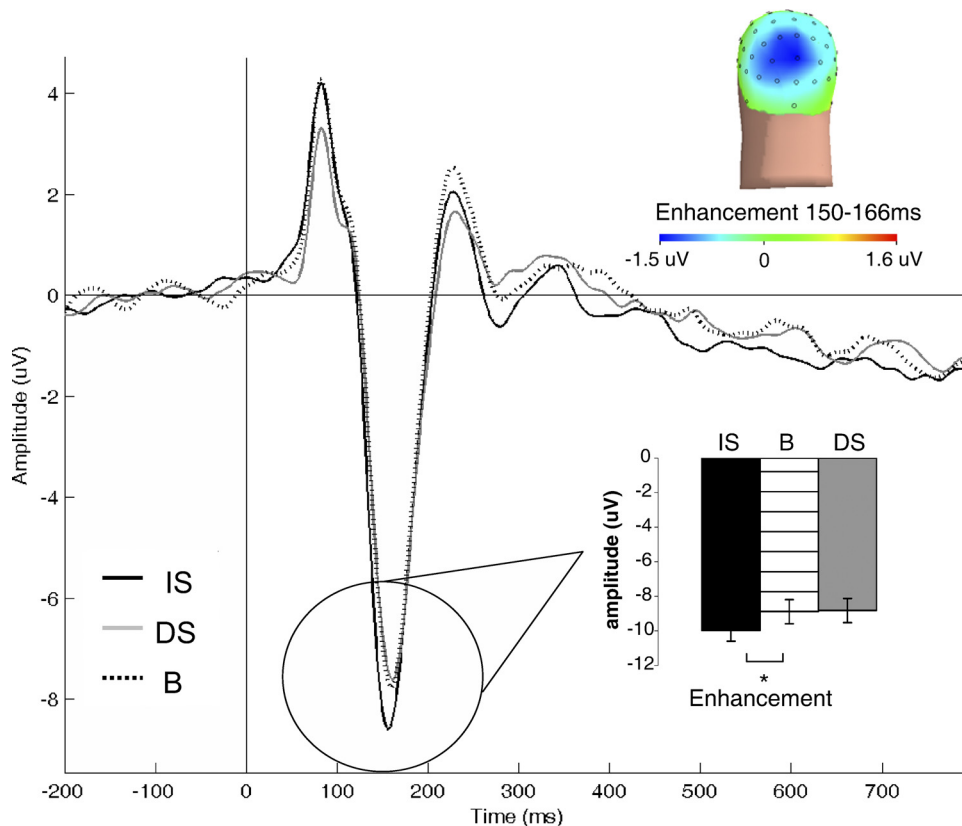 Enhancement 150-166ms
-1.5 uV 0 1.6 uV
4
2
0
-2
-4
-6
-8
Amplitude (uV)
IS
DS
B
IS B DS
0
-2
-4
-6
-8
-10
-12
amplitude (uV)
*
Enhancement
-200 -100 0 100 200 300 400 500 600 700
Time (ms)